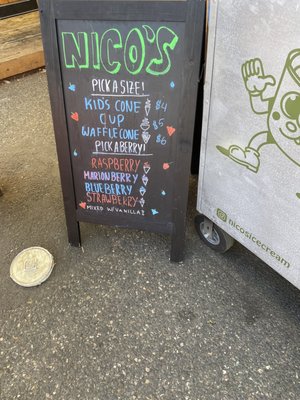 NICO'S
PICK A SIZE!
KID'S CONE $4
CUP $5
WAFFLE CONE $6
PICK A BERRY!
RASPBERRY
MARIONBERRY
BLUEBERRY
STRAWBERRY
MIXED W/ VANILLA!
nicosicecream